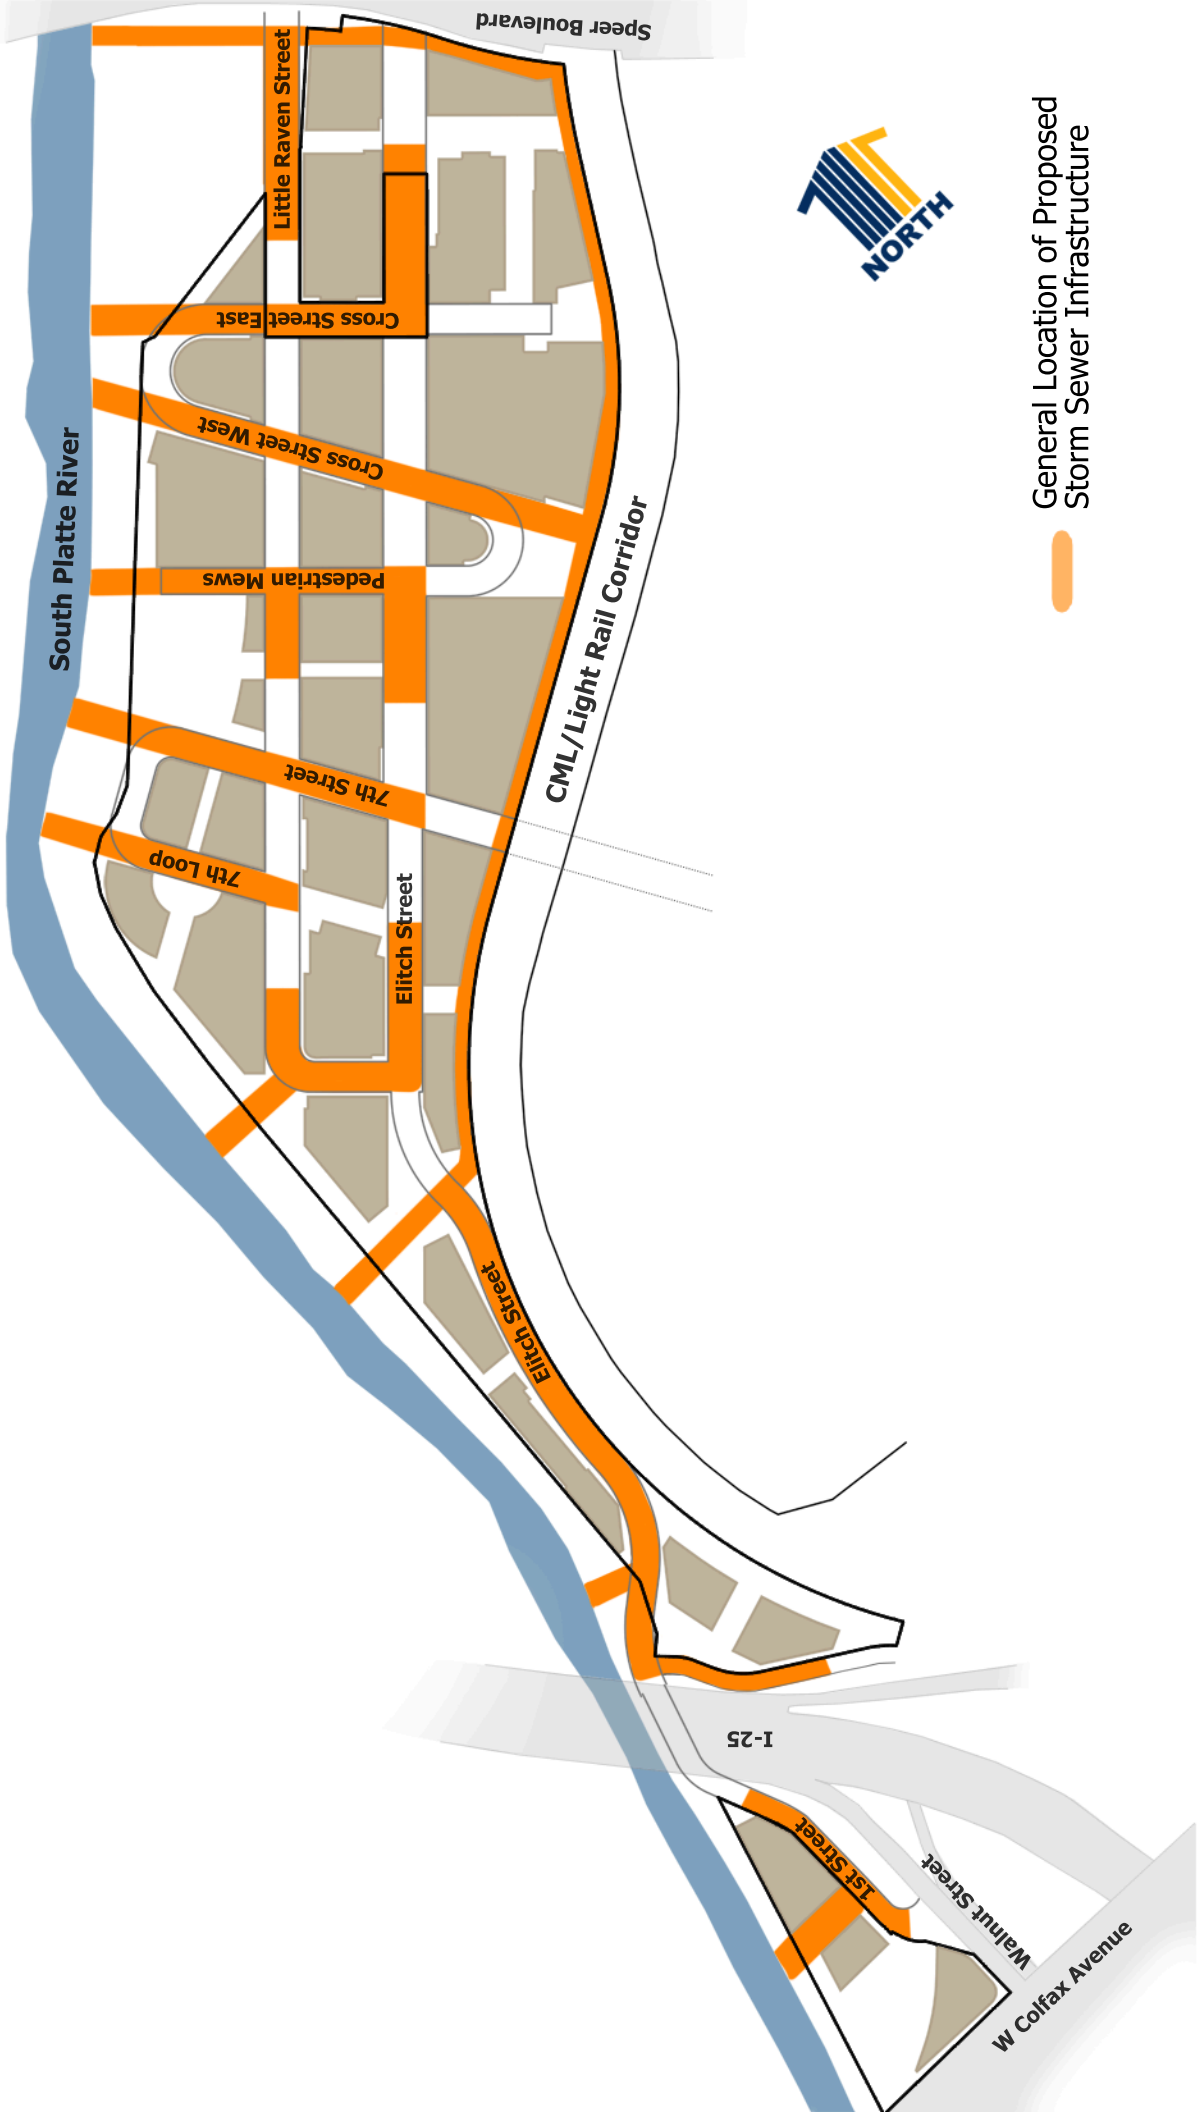 Speer Boulevard
Little Raven Street
NORTH
General Location of Proposed
Storm Sewer Infrastructure
Cross Street East
Cross Street West
South Platte River
Pedestrian Mews
CML/Light Rail Corridor
7th Street
7th Loop
Elitch Street
Elitch Street
I-25
1st Street
Walnut Street
W Colfax Avenue